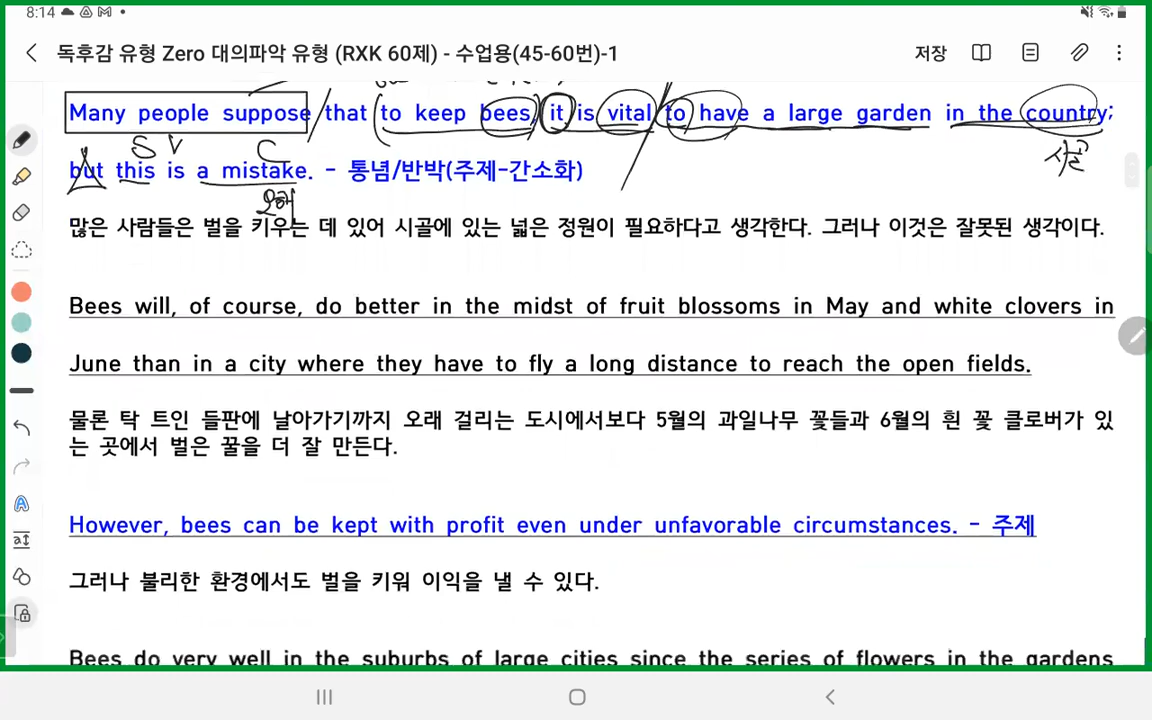 8:14
독후감 유형 Zero 대의파악 유형 (RXK 60제) - 수업용(45-60번)-1
저장
Many people suppose that to keep bees, it is vital to have a large garden in the country;
S V C
시골
but this is a mistake. - 통념/반박(주제-간소화)
오해
많은 사람들은 벌을 키우는 데 있어 시골에 있는 넓은 정원이 필요하다고 생각한다. 그러나 이것은 잘못된 생각이다.
Bees will, of course, do better in the midst of fruit blossoms in May and white clovers in
June than in a city where they have to fly a long distance to reach the open fields.
물론 탁 트인 들판에 날아가기까지 오래 걸리는 도시에서보다 5월의 과일나무 꽃들과 6월의 흰 꽃 클로버가 있
는 곳에서 벌은 꿀을 더 잘 만든다.
However, bees can be kept with profit even under unfavorable circumstances. - 주제
그러나 불리한 환경에서도 벌을 키워 이익을 낼 수 있다.
Bees do very well in the suburbs of large cities since the series of flowers in the gardens